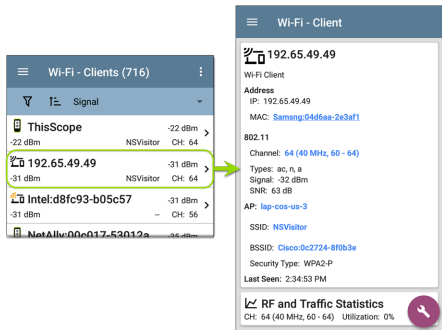 Wi-Fi - Clients (716)
Signal
ThisScope
-22 dBm
-22 dBm
NSVisitor
CH: 64
192.65.49.49
-31 dBm
-31 dBm
NSVisitor
CH: 64
Intel:d8fc93-b05c57
-31 dBm
-31 dBm
--
CH: 56
NetAlly:00c017-53012a
-35 dBm
Wi-Fi - Client
192.65.49.49
Wi-Fi Client
Address
IP: 192.65.49.49
MAC: Samsng:04d6aa-2e3af1
802.11
Channel: 64 (40 MHz, 60 - 64)
Types: ac, n, a
Signal: -32 dBm
SNR: 63 dB
AP: lap-cos-us-3
SSID: NSVisitor
BSSID: Cisco:0c2724-8f0b3e
Security Type: WPA2-P
Last Seen: 2:34:53 PM
RF and Traffic Statistics
CH: 64 (40 MHz, 60 - 64) Utilization: 0%